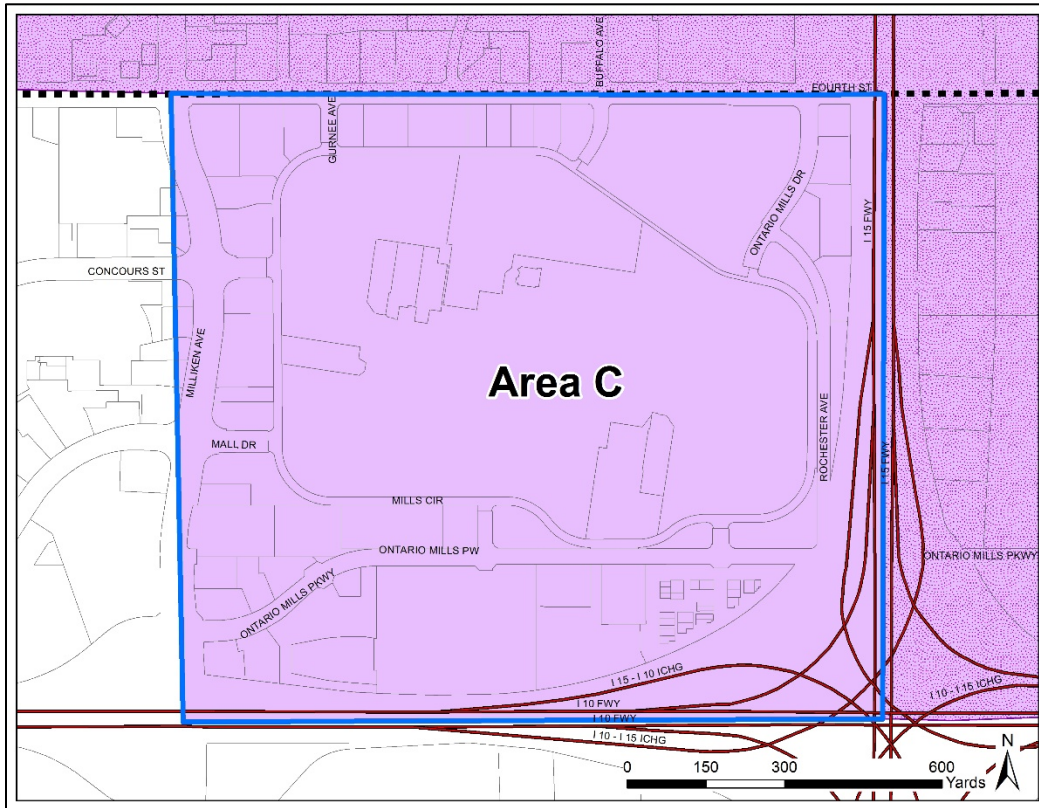 BUFFALO AVE
FOURTH ST
GURNEE AVE
ONTARIO MILLS DR
I 15 FWY
CONCOURS ST
MILLIKEN AVE
Area C
ROCHESTER AVE
MALL DR
I 15 FWY
MILLS CIR
ONTARIO MILLS PW
ONTARIO MILLS PKWY
ONTARIO MILLS PKWY
I 15 - I 10 ICHG
I 10 - I 15 ICHG
I 10 FWY
I 10 FWY
I 10 - I 15 ICHG
N
0 150 300 600
Yards